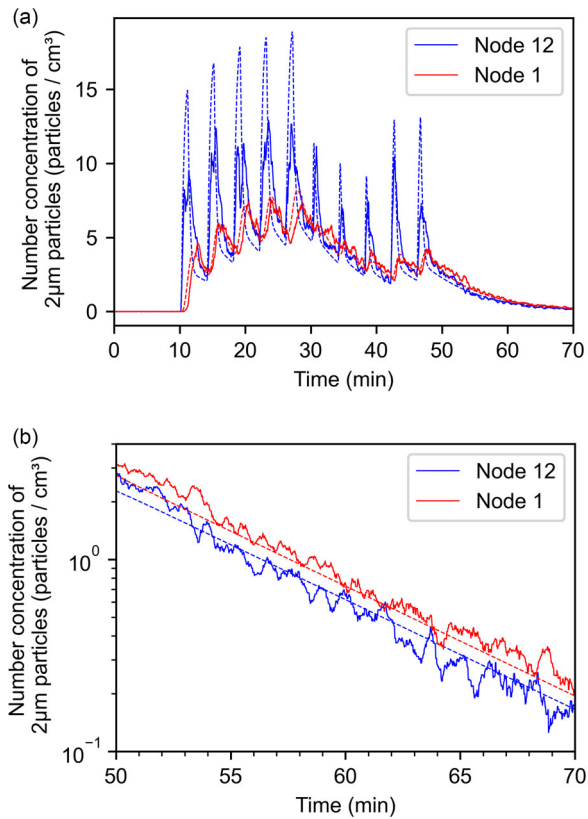 (a)
Number concentration of
2μm particles (particles / cm³)
15
10
5
0
Node 12
Node 1
0 10 20 30 40 50 60 70
Time (min)
(b)
Number concentration of
2μm particles (particles / cm³)
10⁰
10⁻¹
Node 12
Node 1
50 55 60 65 70
Time (min)